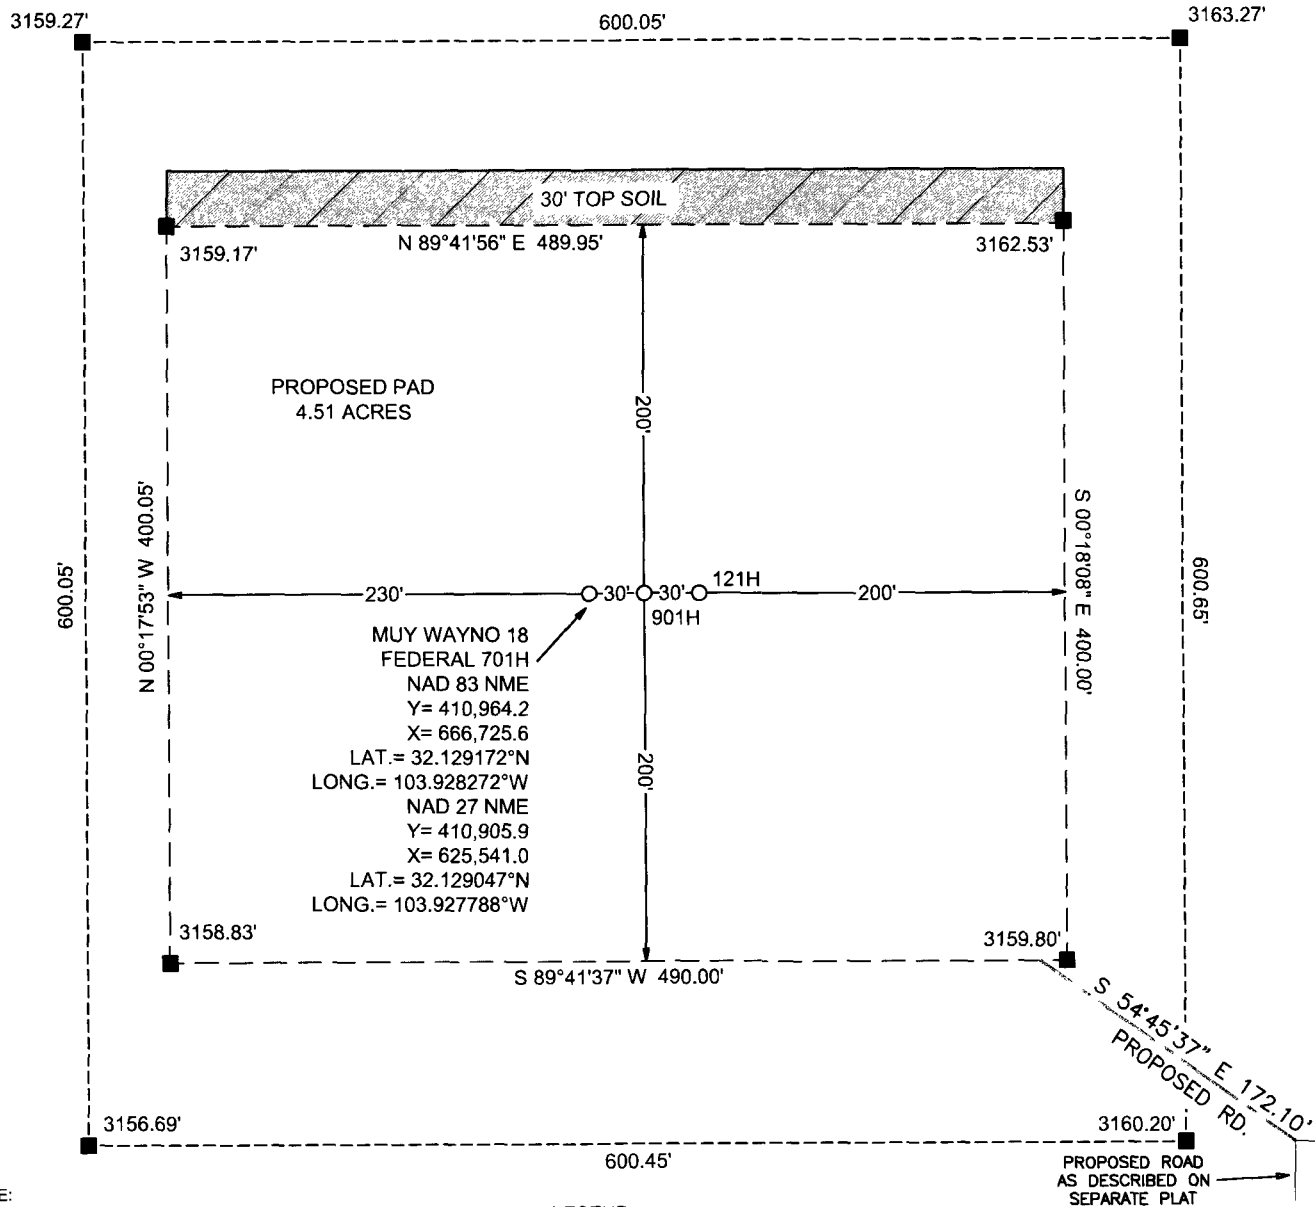 3159.27'
600.05'
3163.27'
30' TOP SOIL
3159.17'
N 89°41'56" E 489.95'
3162.53'
PROPOSED PAD
4.51 ACRES
200'
N 00°17'53" W 400.05'
S 00°18'08" E 400.00'
600.05'
600.65'
230'
30'
30'
121H
200'
901H
MUY WAYNO 18
FEDERAL 701H
NAD 83 NME
Y= 410,964.2
X= 666,725.6
LAT.= 32.129172°N
LONG.= 103.928272°W
NAD 27 NME
Y= 410,905.9
X= 625,541.0
LAT.= 32.129047°N
LONG.= 103.927788°W
200'
3158.83'
3159.80'
S 89°41'37" W 490.00'
S 54°45'37" E 172.10'
PROPOSED RD.
3156.69'
3160.20'
600.45'
PROPOSED ROAD
AS DESCRIBED ON
SEPARATE PLAT
E: